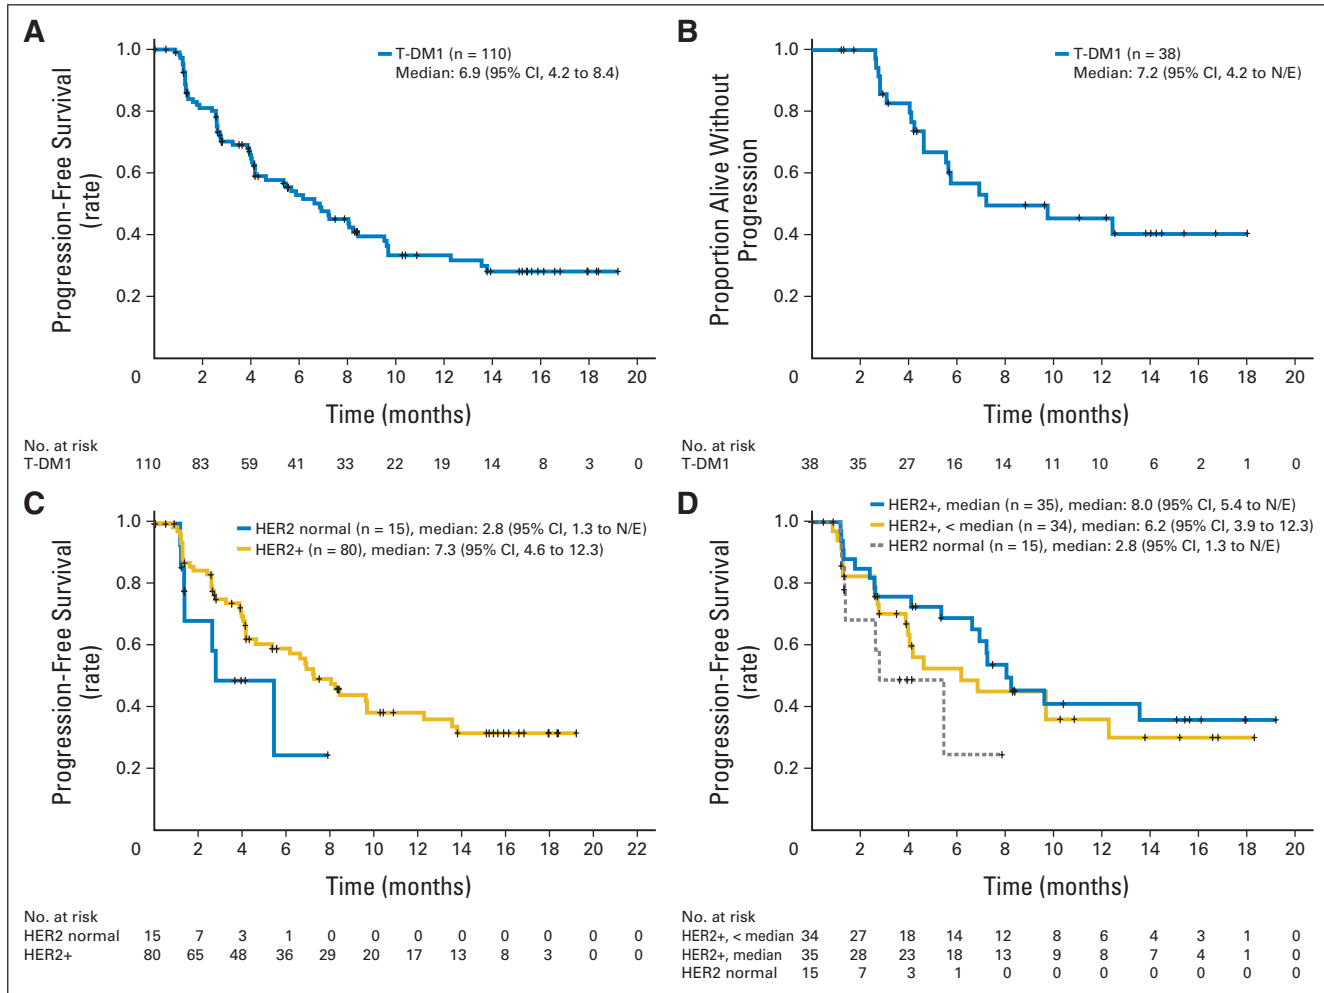 A
Progression-Free Survival
(rate)
1.0
0.8
0.6
0.4
0.2
T-DM1 (n = 110)
Median: 6.9 (95% CI, 4.2 to 8.4)
0 2 4 6 8 10 12 14 16 18 20
Time (months)
No. at risk
T-DM1 110 83 59 41 33 22 19 14 8 3 0
B
Proportion Alive Without
Progression
1.0
0.8
0.6
0.4
0.2
T-DM1 (n = 38)
Median: 7.2 (95% CI, 4.2 to N/E)
0 2 4 6 8 10 12 14 16 18 20
Time (months)
No. at risk
T-DM1 38 35 27 16 14 11 10 6 2 1 0
C
Progression-Free Survival
(rate)
1.0
0.8
0.6
0.4
0.2
HER2 normal (n = 15), median: 2.8 (95% CI, 1.3 to N/E)
HER2+ (n = 80), median: 7.3 (95% CI, 4.6 to 12.3)
0 2 4 6 8 10 12 14 16 18 20 22
Time (months)
No. at risk
HER2 normal 15 7 3 1 0 0 0 0 0 0 0 0
HER2+ 80 65 48 36 29 20 17 13 8 3 0 0
D
Progression-Free Survival
(rate)
1.0
0.8
0.6
0.4
0.2
HER2+, median (n = 35), median: 8.0 (95% CI, 5.4 to N/E)
HER2+, < median (n = 34), median: 6.2 (95% CI, 3.9 to 12.3)
HER2 normal (n = 15), median: 2.8 (95% CI, 1.3 to N/E)
0 2 4 6 8 10 12 14 16 18 20
Time (months)
No. at risk
HER2+, < median 34 27 18 14 12 8 6 4 3 1 0
HER2+, median 35 28 23 18 13 9 8 7 4 1 0
HER2 normal 15 7 3 1 0 0 0 0 0 0 0